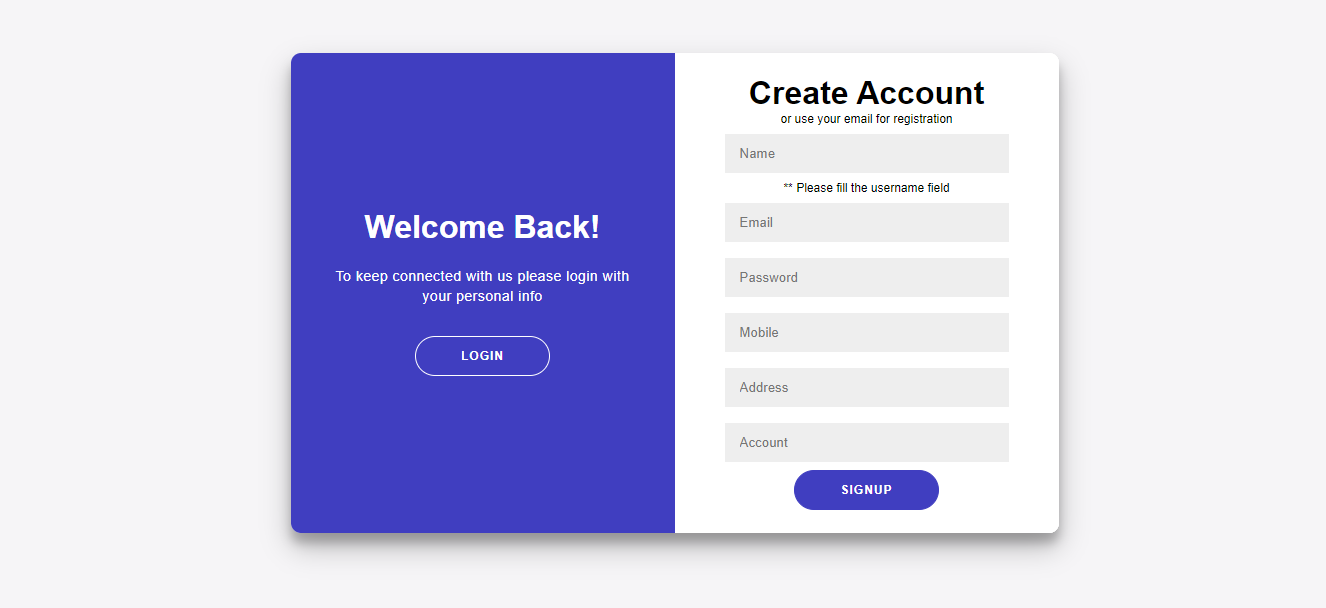 Welcome Back!
To keep connected with us please login with
your personal info
LOGIN
Create Account
or use your email for registration
Name
** Please fill the username field
Email
Password
Mobile
Address
Account
SIGNUP